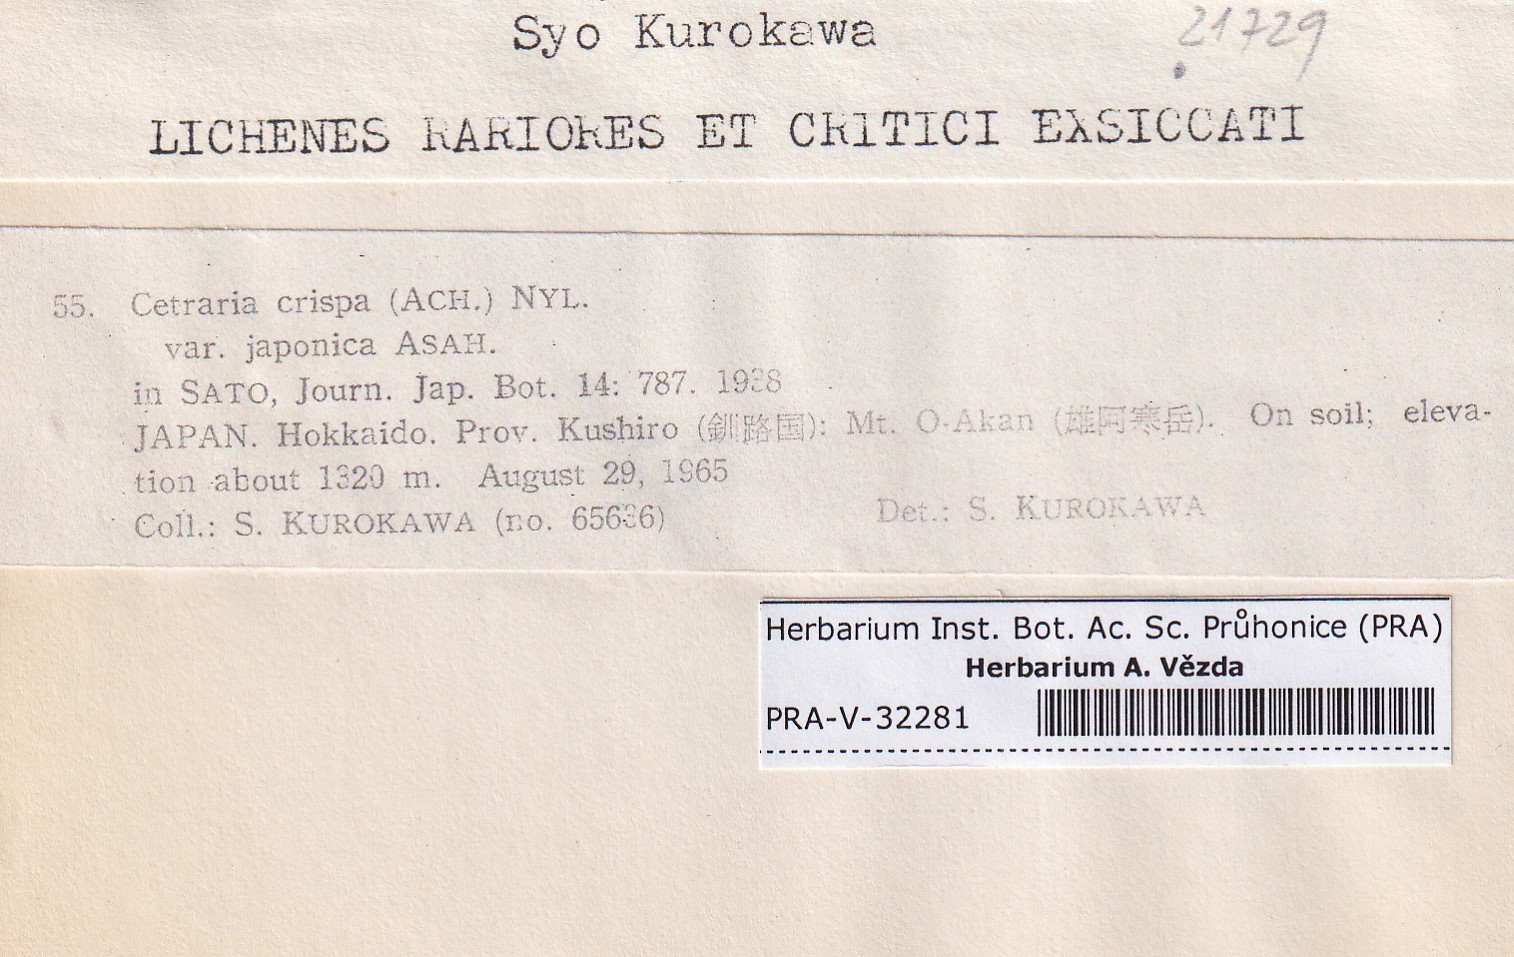 Syo Kurokawa
21729
LICHENES RARIORES ET CRITICI EXSICCATI
55. Cetraria crispa (ACH.) NYL.
var. japonica ASAH.
in SATO, Journ. Jap. Bot. 14: 787. 1938
JAPAN. Hokkaido. Prov. Kushiro (釧路国): Mt. O-Akan (雄阿寒岳). On soil; eleva-
tion about 1320 m. August 29, 1965
Coll.: S. KUROKAWA (no. 65636) Det.: S. KUROKAWA
Herbarium Inst. Bot. Ac. Sc. Průhonice (PRA)
Herbarium A. Vězda
PRA-V-32281